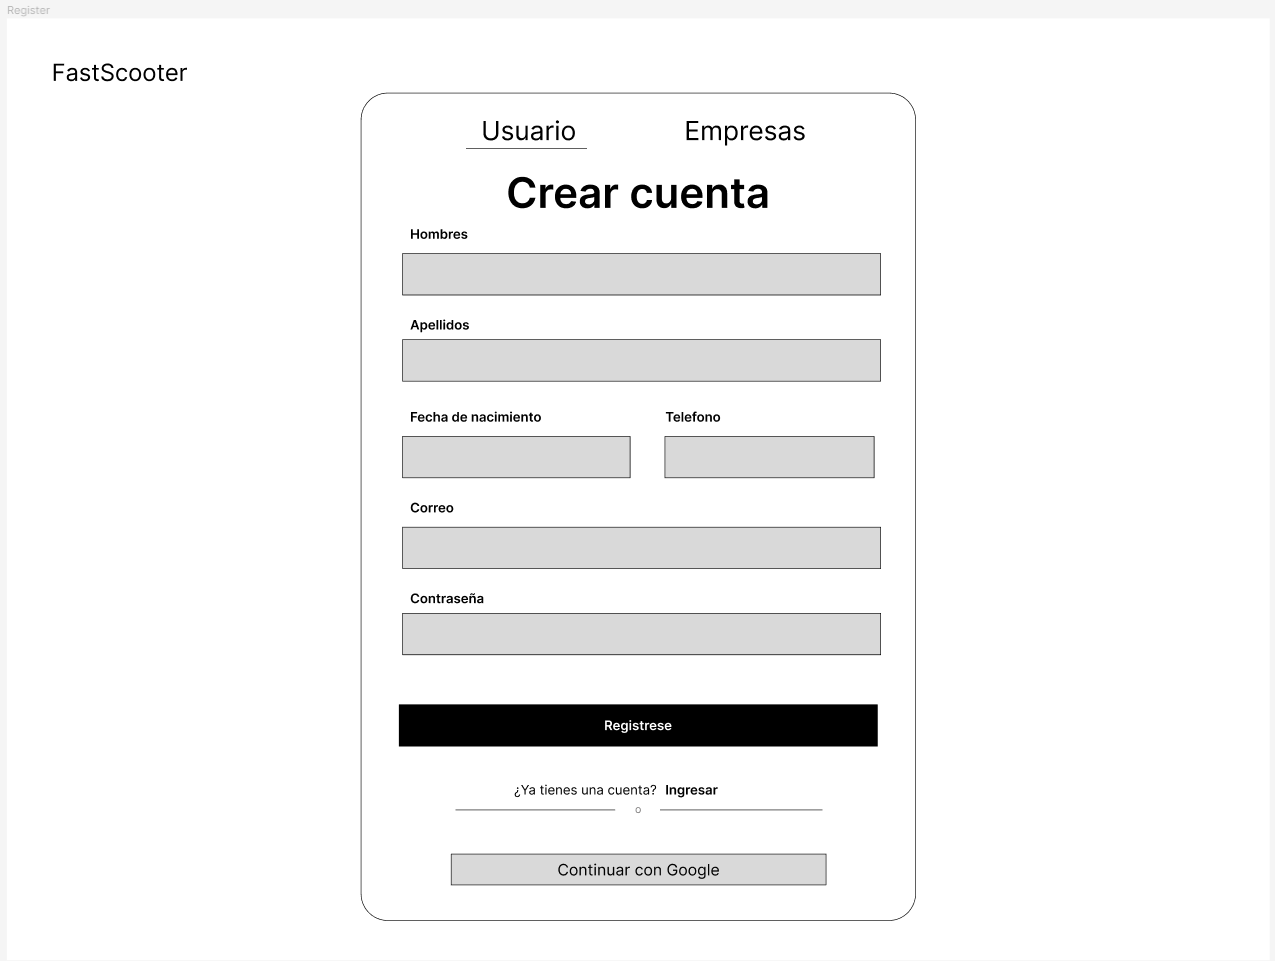 Register
FastScooter
Usuario Empresas
Crear cuenta
Hombres
Apellidos
Fecha de nacimiento Telefono
Correo
Contraseña
Registrese
¿Ya tienes una cuenta? Ingresar
o
Continuar con Google